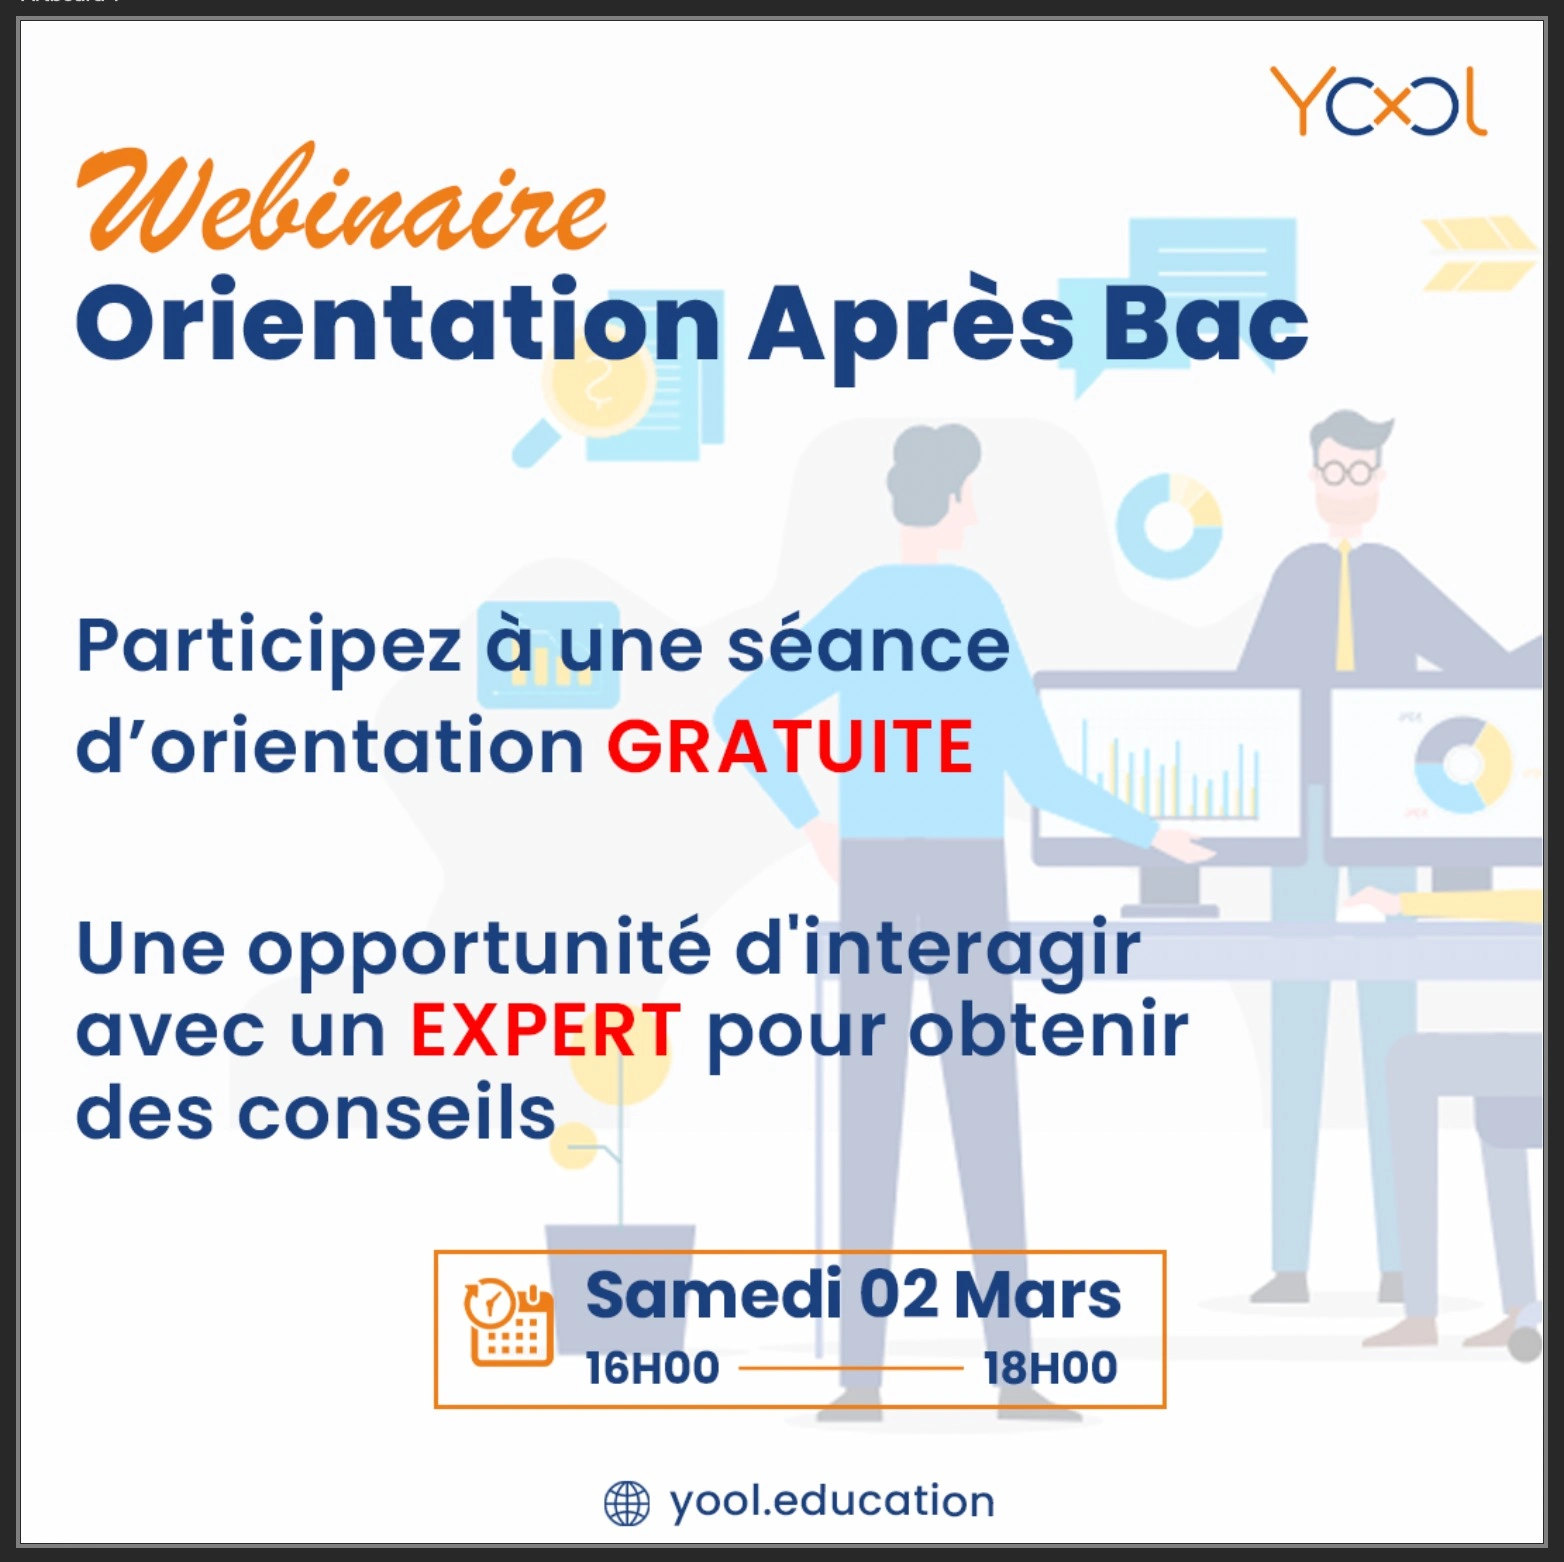 Yool
Webinaire
Orientation Après Bac
Participez à une séance
d’orientation GRATUITE
Une opportunité d'interagir
avec un EXPERT pour obtenir
des conseils
Samedi 02 Mars
16H00 18H00
yool.education